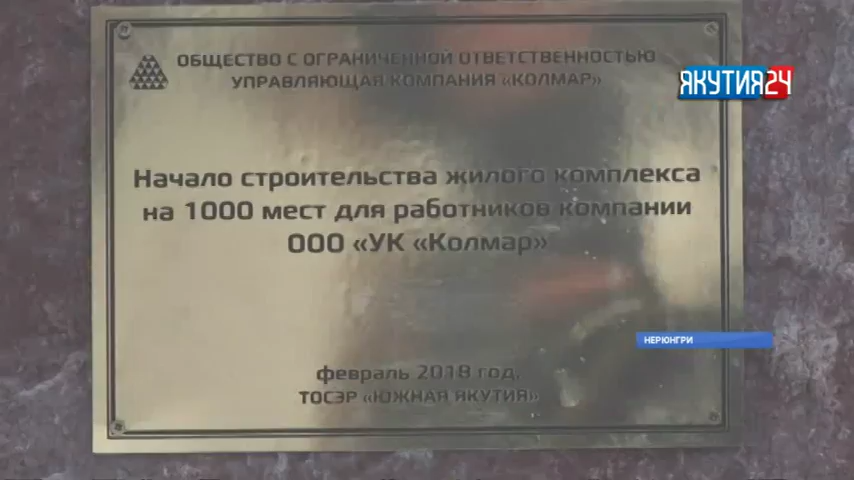 ОБЩЕСТВО С ОГРАНИЧЕННОЙ ОТВЕТСТВЕННОСТЬЮ
УПРАВЛЯЮЩАЯ КОМПАНИЯ «КОЛМАР»
ЯКУТИЯ24
Начало строительства жилого комплекса
на 1000 мест для работников компании
ООО «УК «Колмар»
НЕРЮНГРИ
февраль 2018 год.
ТОСЭР «ЮЖНАЯ ЯКУТИЯ»